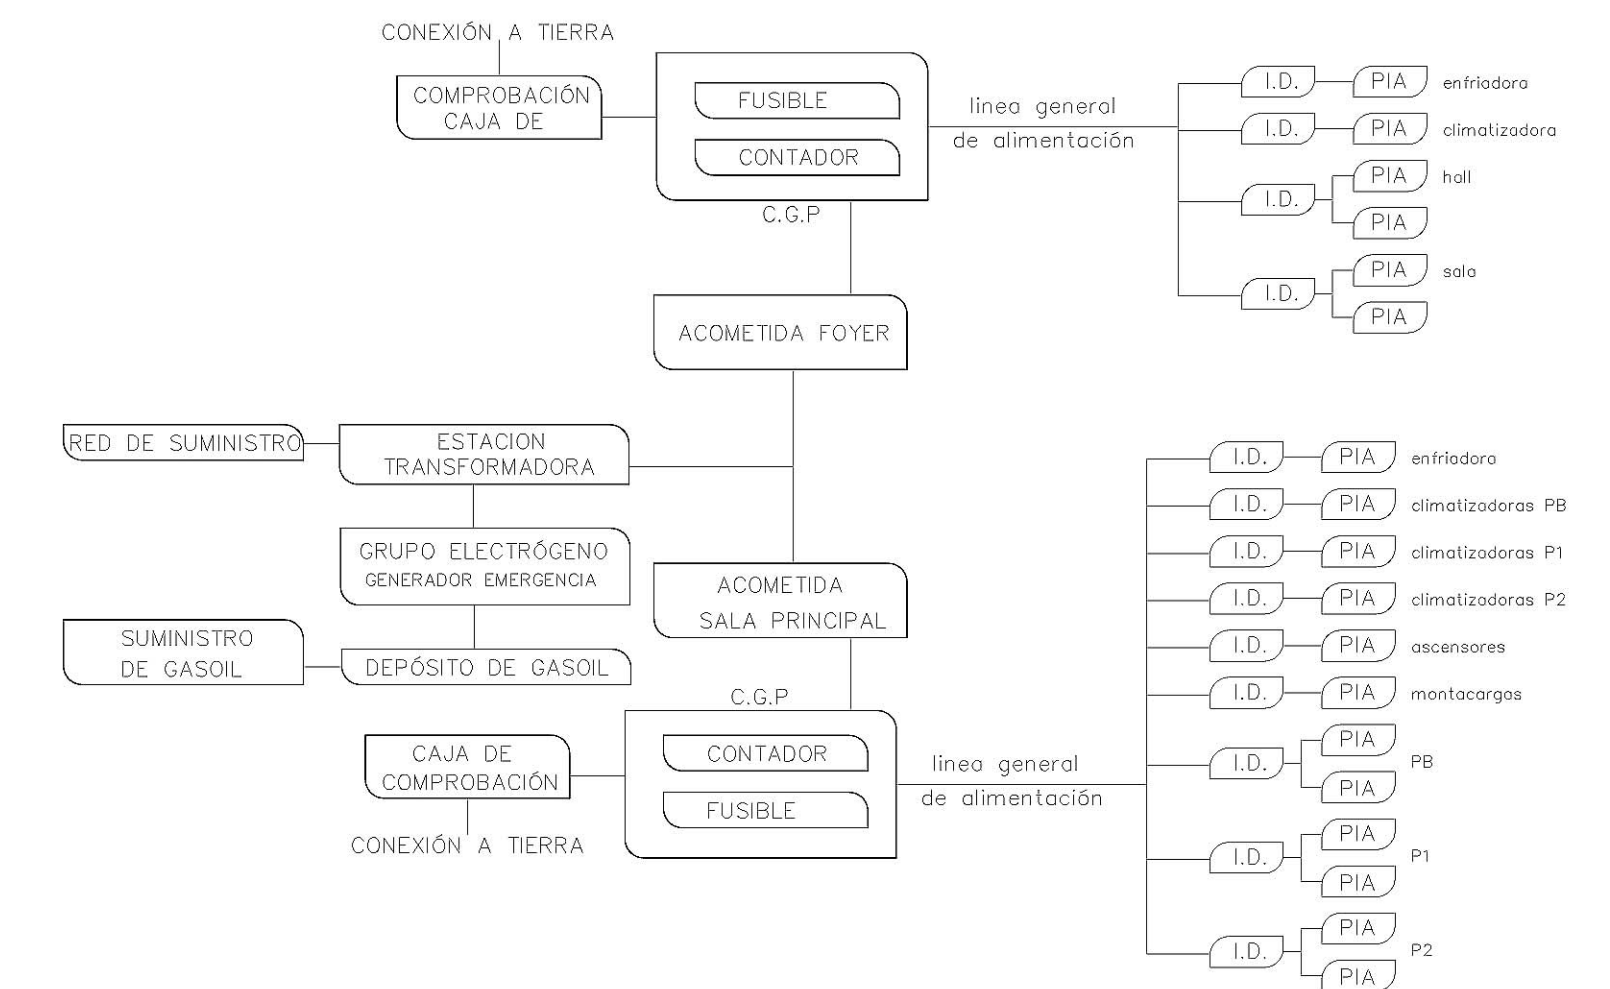 CONEXIÓN A TIERRA
COMPROBACIÓN
CAJA DE
FUSIBLE
CONTADOR
C.G.P
linea general
de alimentación
I.D.
PIA
enfriadora
I.D.
PIA
climatizadora
I.D.
PIA
hall
PIA
I.D.
PIA
sala
PIA
ACOMETIDA FOYER
RED DE SUMINISTRO
ESTACION
TRANSFORMADORA
GRUPO ELECTRÓGENO
GENERADOR EMERGENCIA
SUMINISTRO
DE GASOIL
DEPÓSITO DE GASOIL
ACOMETIDA
SALA PRINCIPAL
C.G.P
CONTADOR
FUSIBLE
CAJA DE
COMPROBACIÓN
CONEXIÓN A TIERRA
linea general
de alimentación
I.D.
PIA
enfriadora
I.D.
PIA
climatizadoras PB
I.D.
PIA
climatizadoras P1
I.D.
PIA
climatizadoras P2
I.D.
PIA
ascensores
I.D.
PIA
montacargas
I.D.
PIA
PB
PIA
I.D.
PIA
P1
PIA
I.D.
PIA
P2
PIA